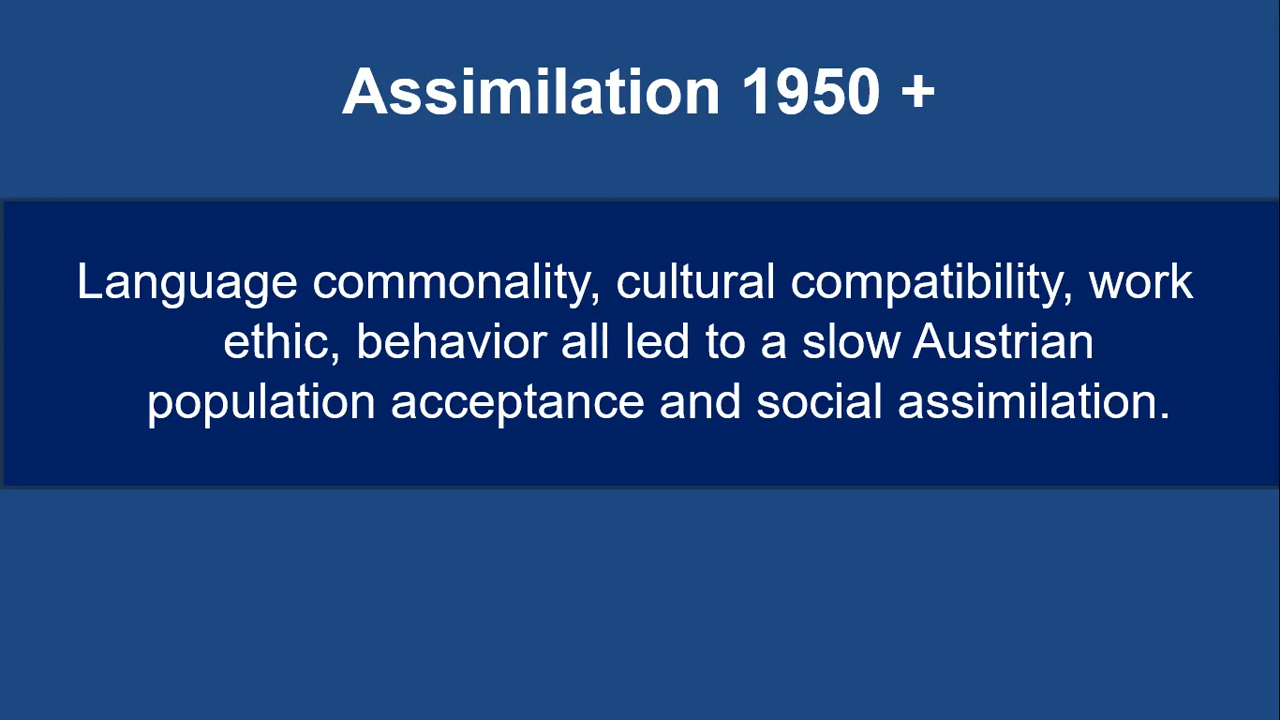 Assimilation 1950 +
Language commonality, cultural compatibility, work
ethic, behavior all led to a slow Austrian
population acceptance and social assimilation.